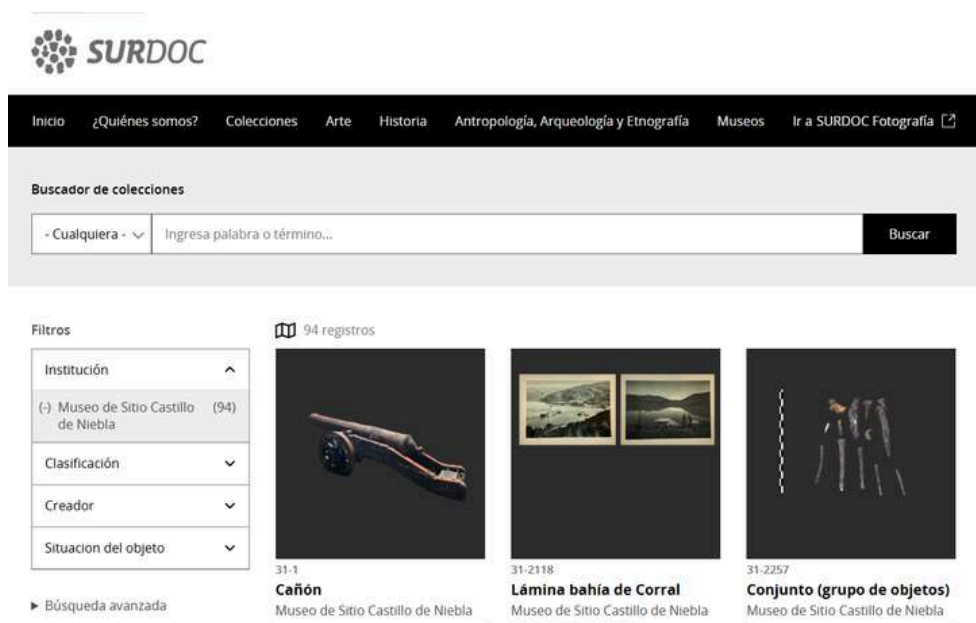 SURDOC
Inicio ¿Quiénes somos? Colecciones Arte Historia Antropología, Arqueología y Etnografía Museos Ir a SURDOC Fotografía
Buscador de colecciones
- Cualquiera - Ingresa palabra o término... Buscar
Filtros
94 registros
Institución
(-) Museo de Sitio Castillo de Niebla (94)
Clasificación
Creador
Situacion del objeto
Búsqueda avanzada
31-1
Cañón
Museo de Sitio Castillo de Niebla
31-2118
Lámina bahía de Corral
Museo de Sitio Castillo de Niebla
31-2257
Conjunto (grupo de objetos)
Museo de Sitio Castillo de Niebla